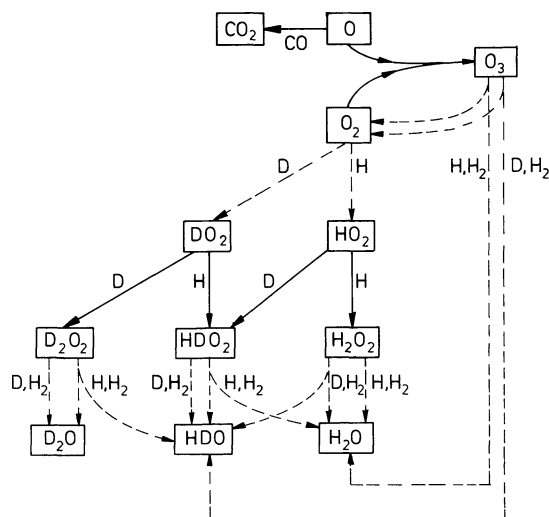 CO₂ O
CO
O₃
O₂
D H H,H₂ D,H₂
DO₂ HO₂
D H D H
D₂O₂ HDO₂ H₂O₂
D,H₂ H,H₂ D,H₂ H,H₂ D,H₂ H,H₂
D₂O HDO H₂O